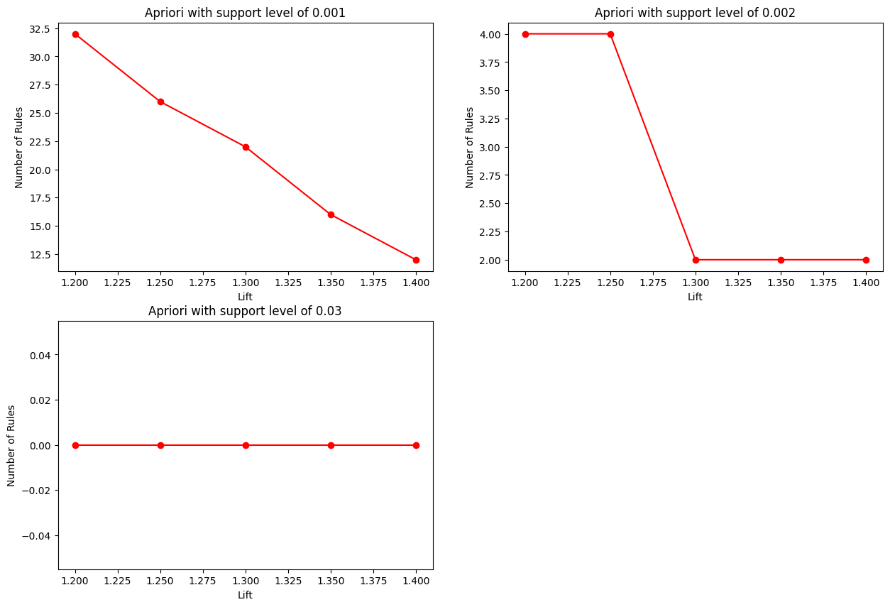 Apriori with support level of 0.001
32.5
30.0
27.5
25.0
22.5
20.0
17.5
15.0
12.5
Number of Rules
1.200 1.225 1.250 1.275 1.300 1.325 1.350 1.375 1.400
Lift
Apriori with support level of 0.002
4.00
3.75
3.50
3.25
3.00
2.75
2.50
2.25
2.00
Number of Rules
1.200 1.225 1.250 1.275 1.300 1.325 1.350 1.375 1.400
Lift
Apriori with support level of 0.03
0.04
0.02
0.00
−0.02
−0.04
Number of Rules
1.200 1.225 1.250 1.275 1.300 1.325 1.350 1.375 1.400
Lift